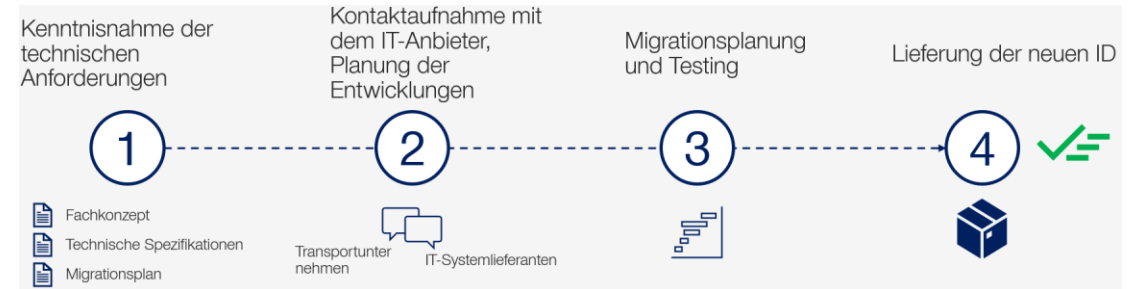 Kenntnisnahme der
technischen
Anforderungen
Kontaktaufnahme mit
dem IT-Anbieter,
Planung der
Entwicklungen
Migrationsplanung
und Testing
Lieferung der neuen ID
1
2
3
4
Fachkonzept
Technische Spezifikationen
Migrationsplan
Transportunter
nehmen
IT-Systemlieferanten